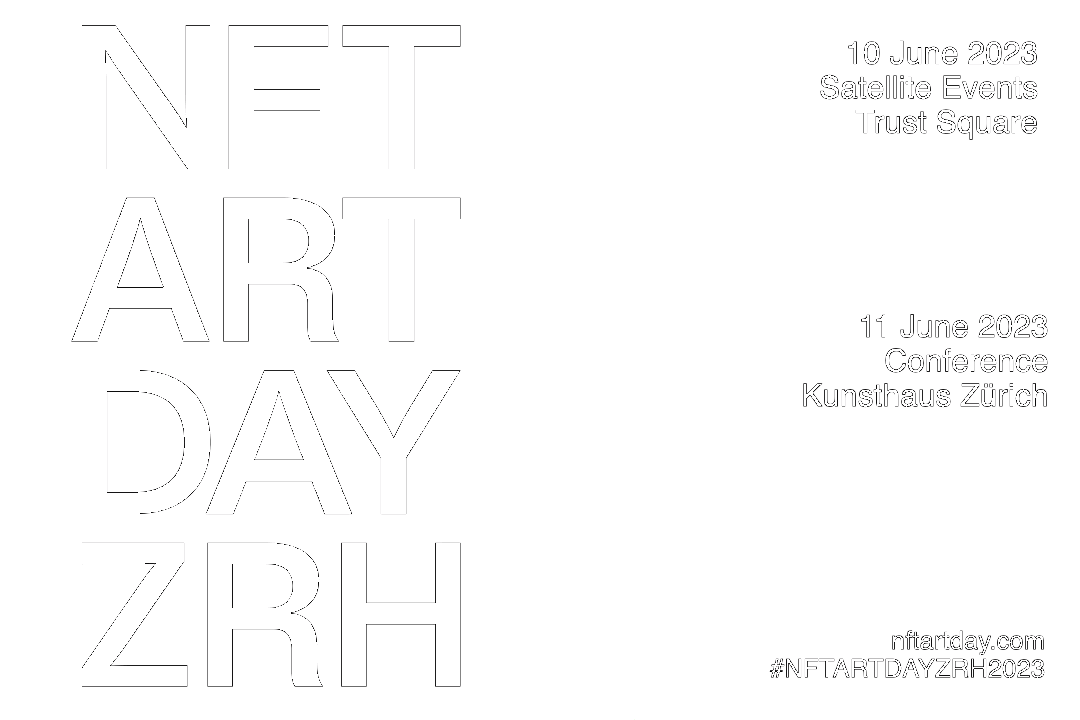 NFT
ART
DAY
ZRH
10 June 2023
Satellite Events
Trust Square
11 June 2023
Conference
Kunsthaus Zürich
nftartday.com
#NFTARTDAYZRH2023